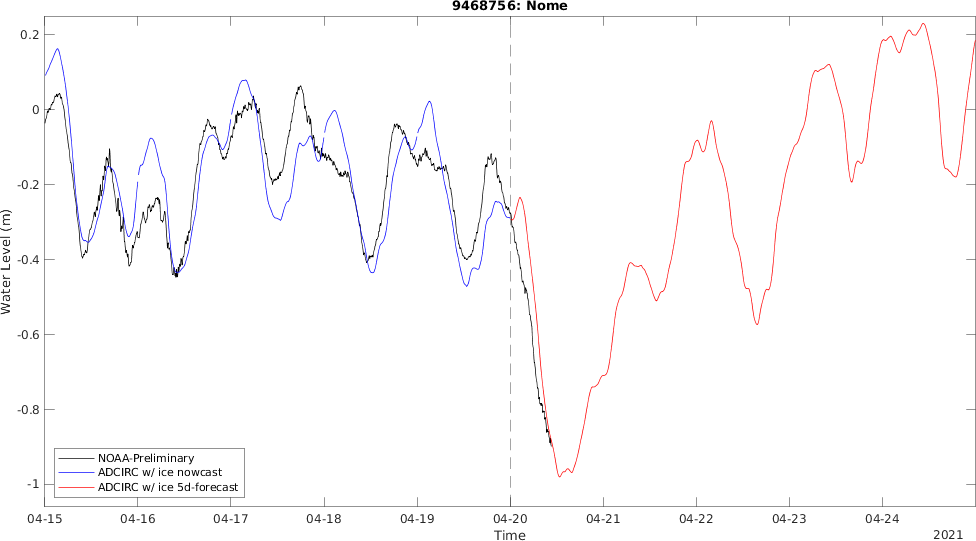 9468756: Nome
0.2
0
-0.2
-0.4
-0.6
-0.8
-1
Water Level (m)
NOAA-Preliminary
ADCIRC w/ ice nowcast
ADCIRC w/ ice 5d-forecast
04-15 04-16 04-17 04-18 04-19 04-20 04-21 04-22 04-23 04-24
Time
2021